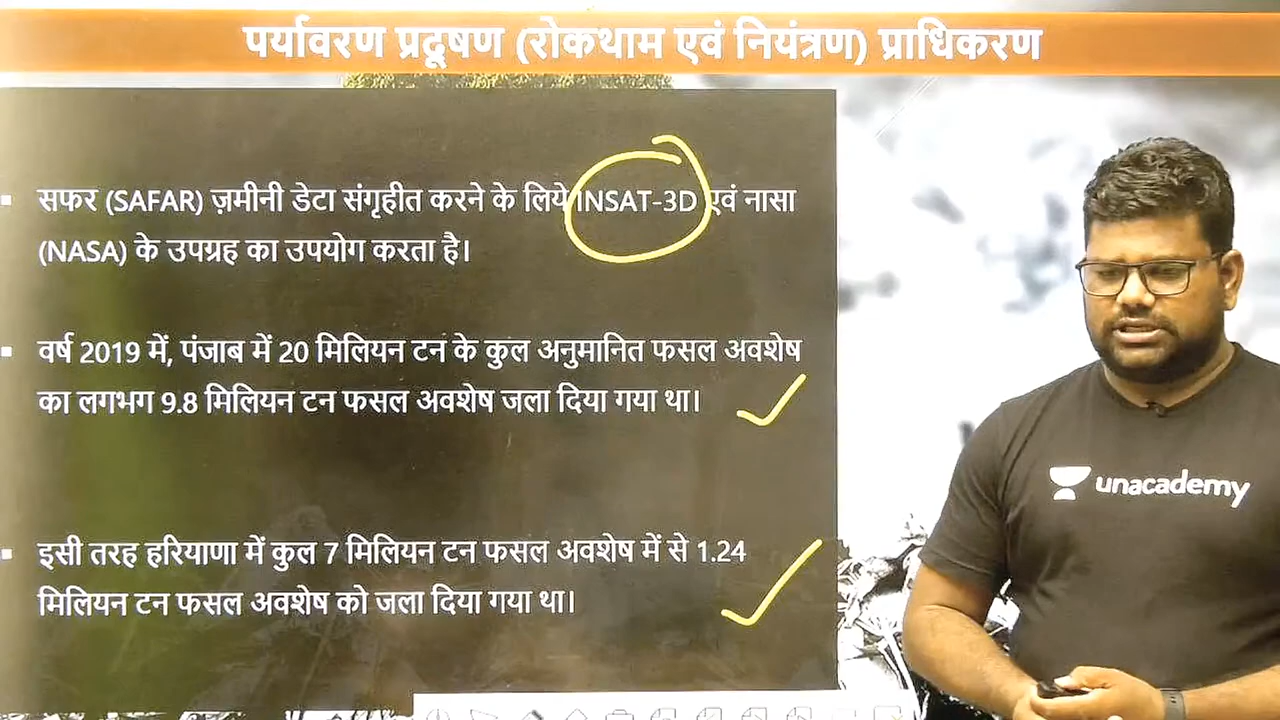 पर्यावरण प्रदूषण (रोकथाम एवं नियंत्रण) प्राधिकरण
▪ सफर (SAFAR) ज़मीनी डेटा संगृहीत करने के लिये INSAT-3D एवं नासा
(NASA) के उपग्रह का उपयोग करता है।
▪ वर्ष 2019 में, पंजाब में 20 मिलियन टन के कुल अनुमानित फसल अवशेष
का लगभग 9.8 मिलियन टन फसल अवशेष जला दिया गया था।
▪ इसी तरह हरियाणा में कुल 7 मिलियन टन फसल अवशेष में से 1.24
मिलियन टन फसल अवशेष को जला दिया गया था।
unacademy